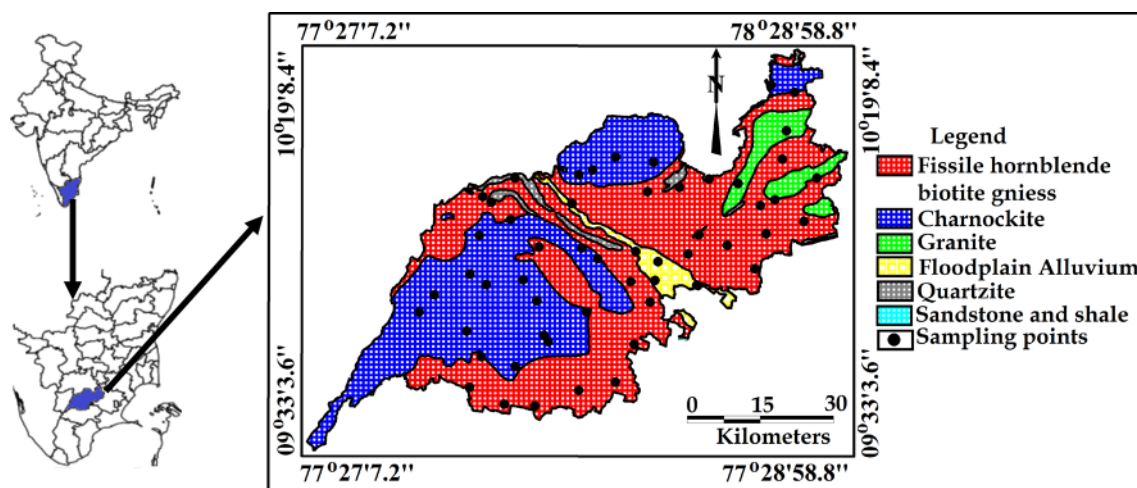 77°27'7.2" 78°28'58.8"
10°19'8.4"
10°19'8.4"
N
Legend
Fissile hornblende
biotite gniess
Charnockite
Granite
Floodplain Alluvium
Quartzite
Sandstone and shale
Sampling points
09°33'3.6"
09°33'3.6"
0 15 30
Kilometers
77°27'7.2" 77°28'58.8"